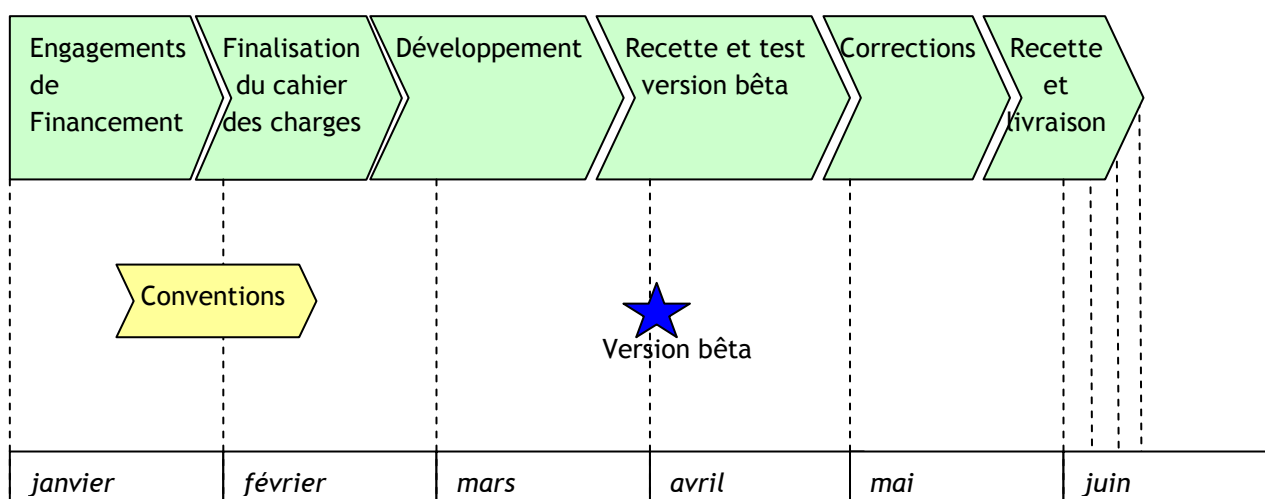 Engagements
de
Financement
Finalisation
du cahier
des charges
Développement
Recette et test
version bêta
Corrections
Recette
et
livraison
Conventions
Version bêta
janvier
février
mars
avril
mai
juin